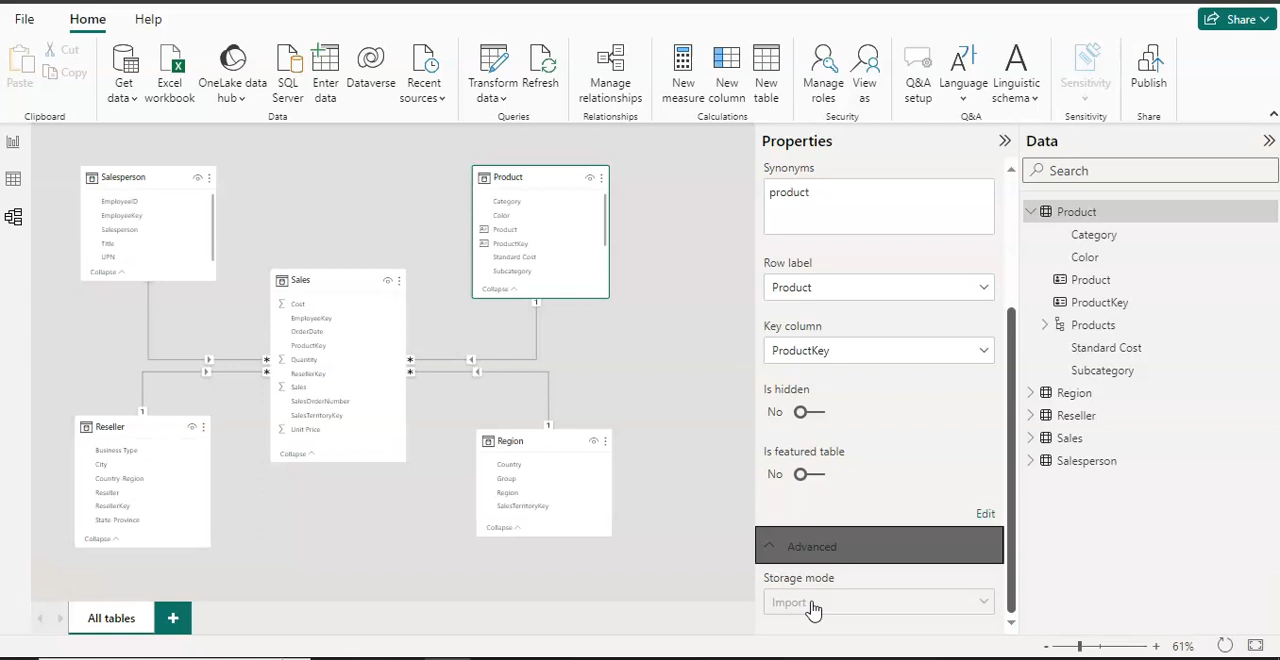 File Home Help
Share
Paste
Cut
Copy
Get data
Excel workbook
OneLake data hub
SQL Server
Enter data
Dataverse
Recent sources
Transform data
Refresh
Manage relationships
New measure
New column
New table
Manage roles
View as
Q&A setup
Language
Linguistic schema
Sensitivity
Publish
Clipboard
Data
Queries
Relationships
Calculations
Security
Q&A
Sensitivity
Share
Salesperson
EmployeeID
EmployeeKey
Salesperson
Title
UPN
Collapse
Product
Category
Color
Product
ProductKey
Standard Cost
Subcategory
Collapse
Sales
Cost
EmployeeKey
OrderDate
ProductKey
Quantity
ResellerKey
Sales
SalesOrderNumber
SalesTerritoryKey
Unit Price
Collapse
1
*
*
*
*
1
1
Reseller
Business Type
City
Country-Region
Reseller
ResellerKey
State-Province
Collapse
Region
Country
Group
Region
SalesTerritoryKey
Collapse
All tables
+
Properties
Synonyms
product
Row label
Product
Key column
ProductKey
Is hidden
No
Is featured table
No
Edit
Advanced
Storage mode
Import
Data
Search
Product
Category
Color
Product
ProductKey
Products
Standard Cost
Subcategory
Region
Reseller
Sales
Salesperson
- + 61%